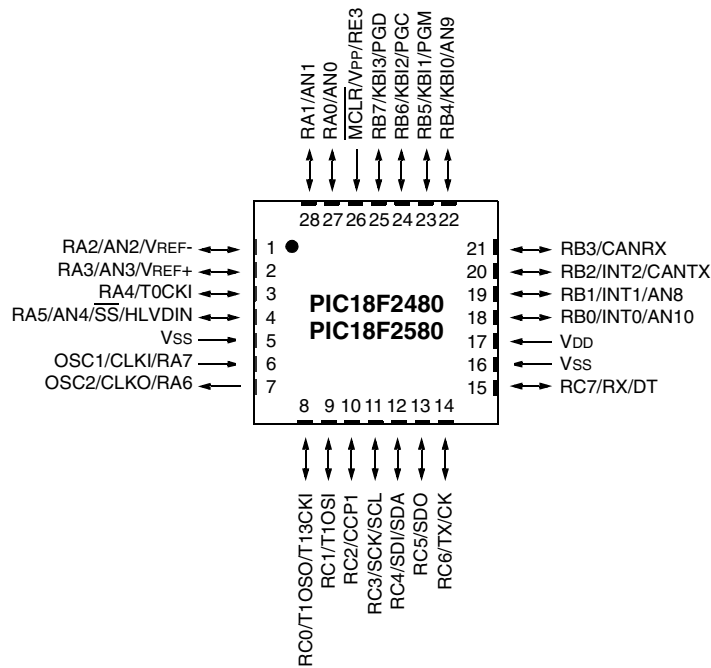 RA1/AN1
RA0/AN0
MCLR/VPP/RE3
RB7/KBI3/PGD
RB6/KBI2/PGC
RB5/KBI1/PGM
RB4/KBI0/AN9
28 27 26 25 24 23 22
RA2/AN2/VREF- 1
RA3/AN3/VREF+ 2
RA4/T0CKI 3
RA5/AN4/SS/HLVDIN 4
VSS 5
OSC1/CLKI/RA7 6
OSC2/CLKO/RA6 7
PIC18F2480
PIC18F2580
21 RB3/CANRX
20 RB2/INT2/CANTX
19 RB1/INT1/AN8
18 RB0/INT0/AN10
17 VDD
16 VSS
15 RC7/RX/DT
8 9 10 11 12 13 14
RC0/T1OSO/T13CKI
RC1/T1OSI
RC2/CCP1
RC3/SCK/SCL
RC4/SDI/SDA
RC5/SDO
RC6/TX/CK